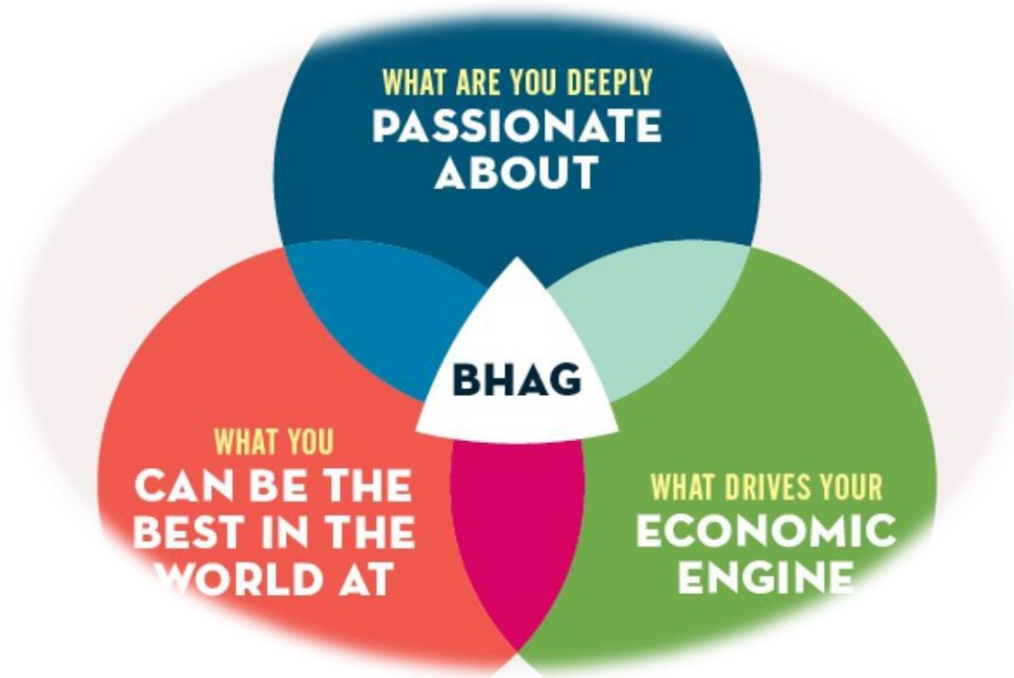 WHAT ARE YOU DEEPLY
PASSIONATE
ABOUT
BHAG
WHAT YOU
CAN BE THE
BEST IN THE
WORLD AT
WHAT DRIVES YOUR
ECONOMIC
ENGINE